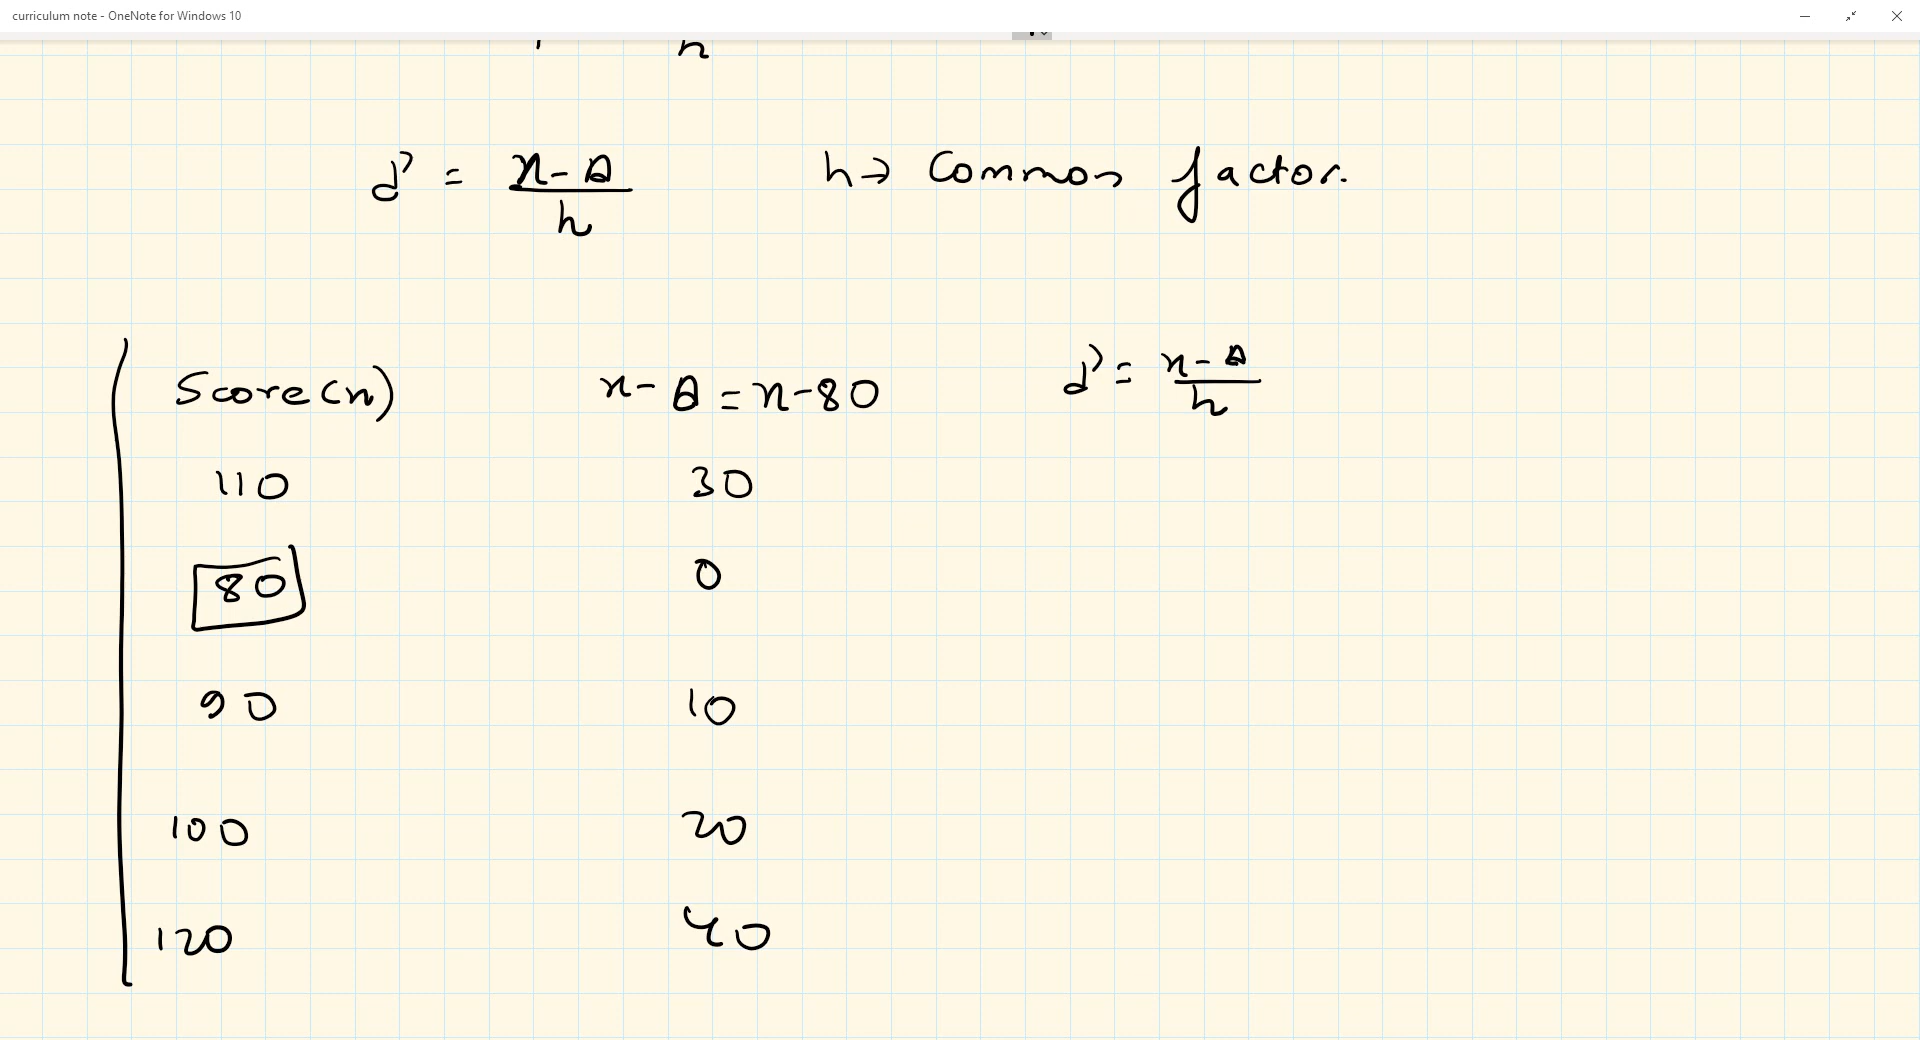 curriculum note - OneNote for Windows 10
h
d' = x-A / h h→ Common factor.
Score(x) x-A = x-80 d' = x-A / h
110 30
80 0
90 10
100 20
120 40